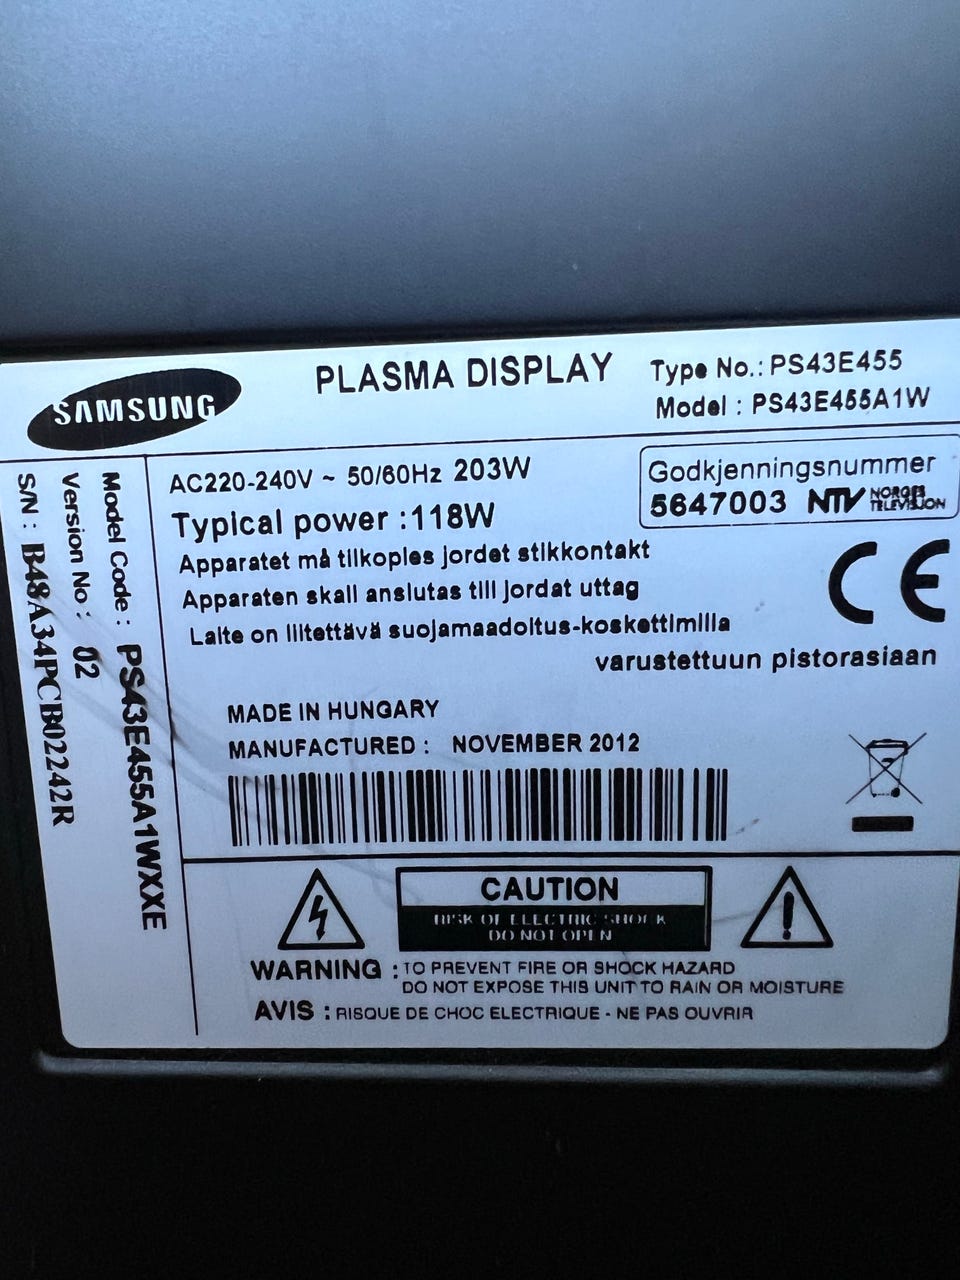 SAMSUNG
PLASMA DISPLAY
Type No.: PS43E455
Model : PS43E455A1W
AC220-240V ~ 50/60Hz 203W
Typical power :118W
Godkjenningsnummer
5647003 NTV NORGES TELEVISJON
Apparatet må tilkoples jordet stikkontakt
Apparaten skall anslutas till jordat uttag
Laite on liitettävä suojamaadoitus-koskettimilla
varustettuun pistorasiaan
CE
MADE IN HUNGARY
MANUFACTURED : NOVEMBER 2012
Model Code : PS43E455A1WXXE
Version No : 02
S/N : B48A34PCB02242R
CAUTION
RISK OF ELECTRIC SHOCK
DO NOT OPEN
WARNING : TO PREVENT FIRE OR SHOCK HAZARD
DO NOT EXPOSE THIS UNIT TO RAIN OR MOISTURE
AVIS : RISQUE DE CHOC ELECTRIQUE - NE PAS OUVRIR